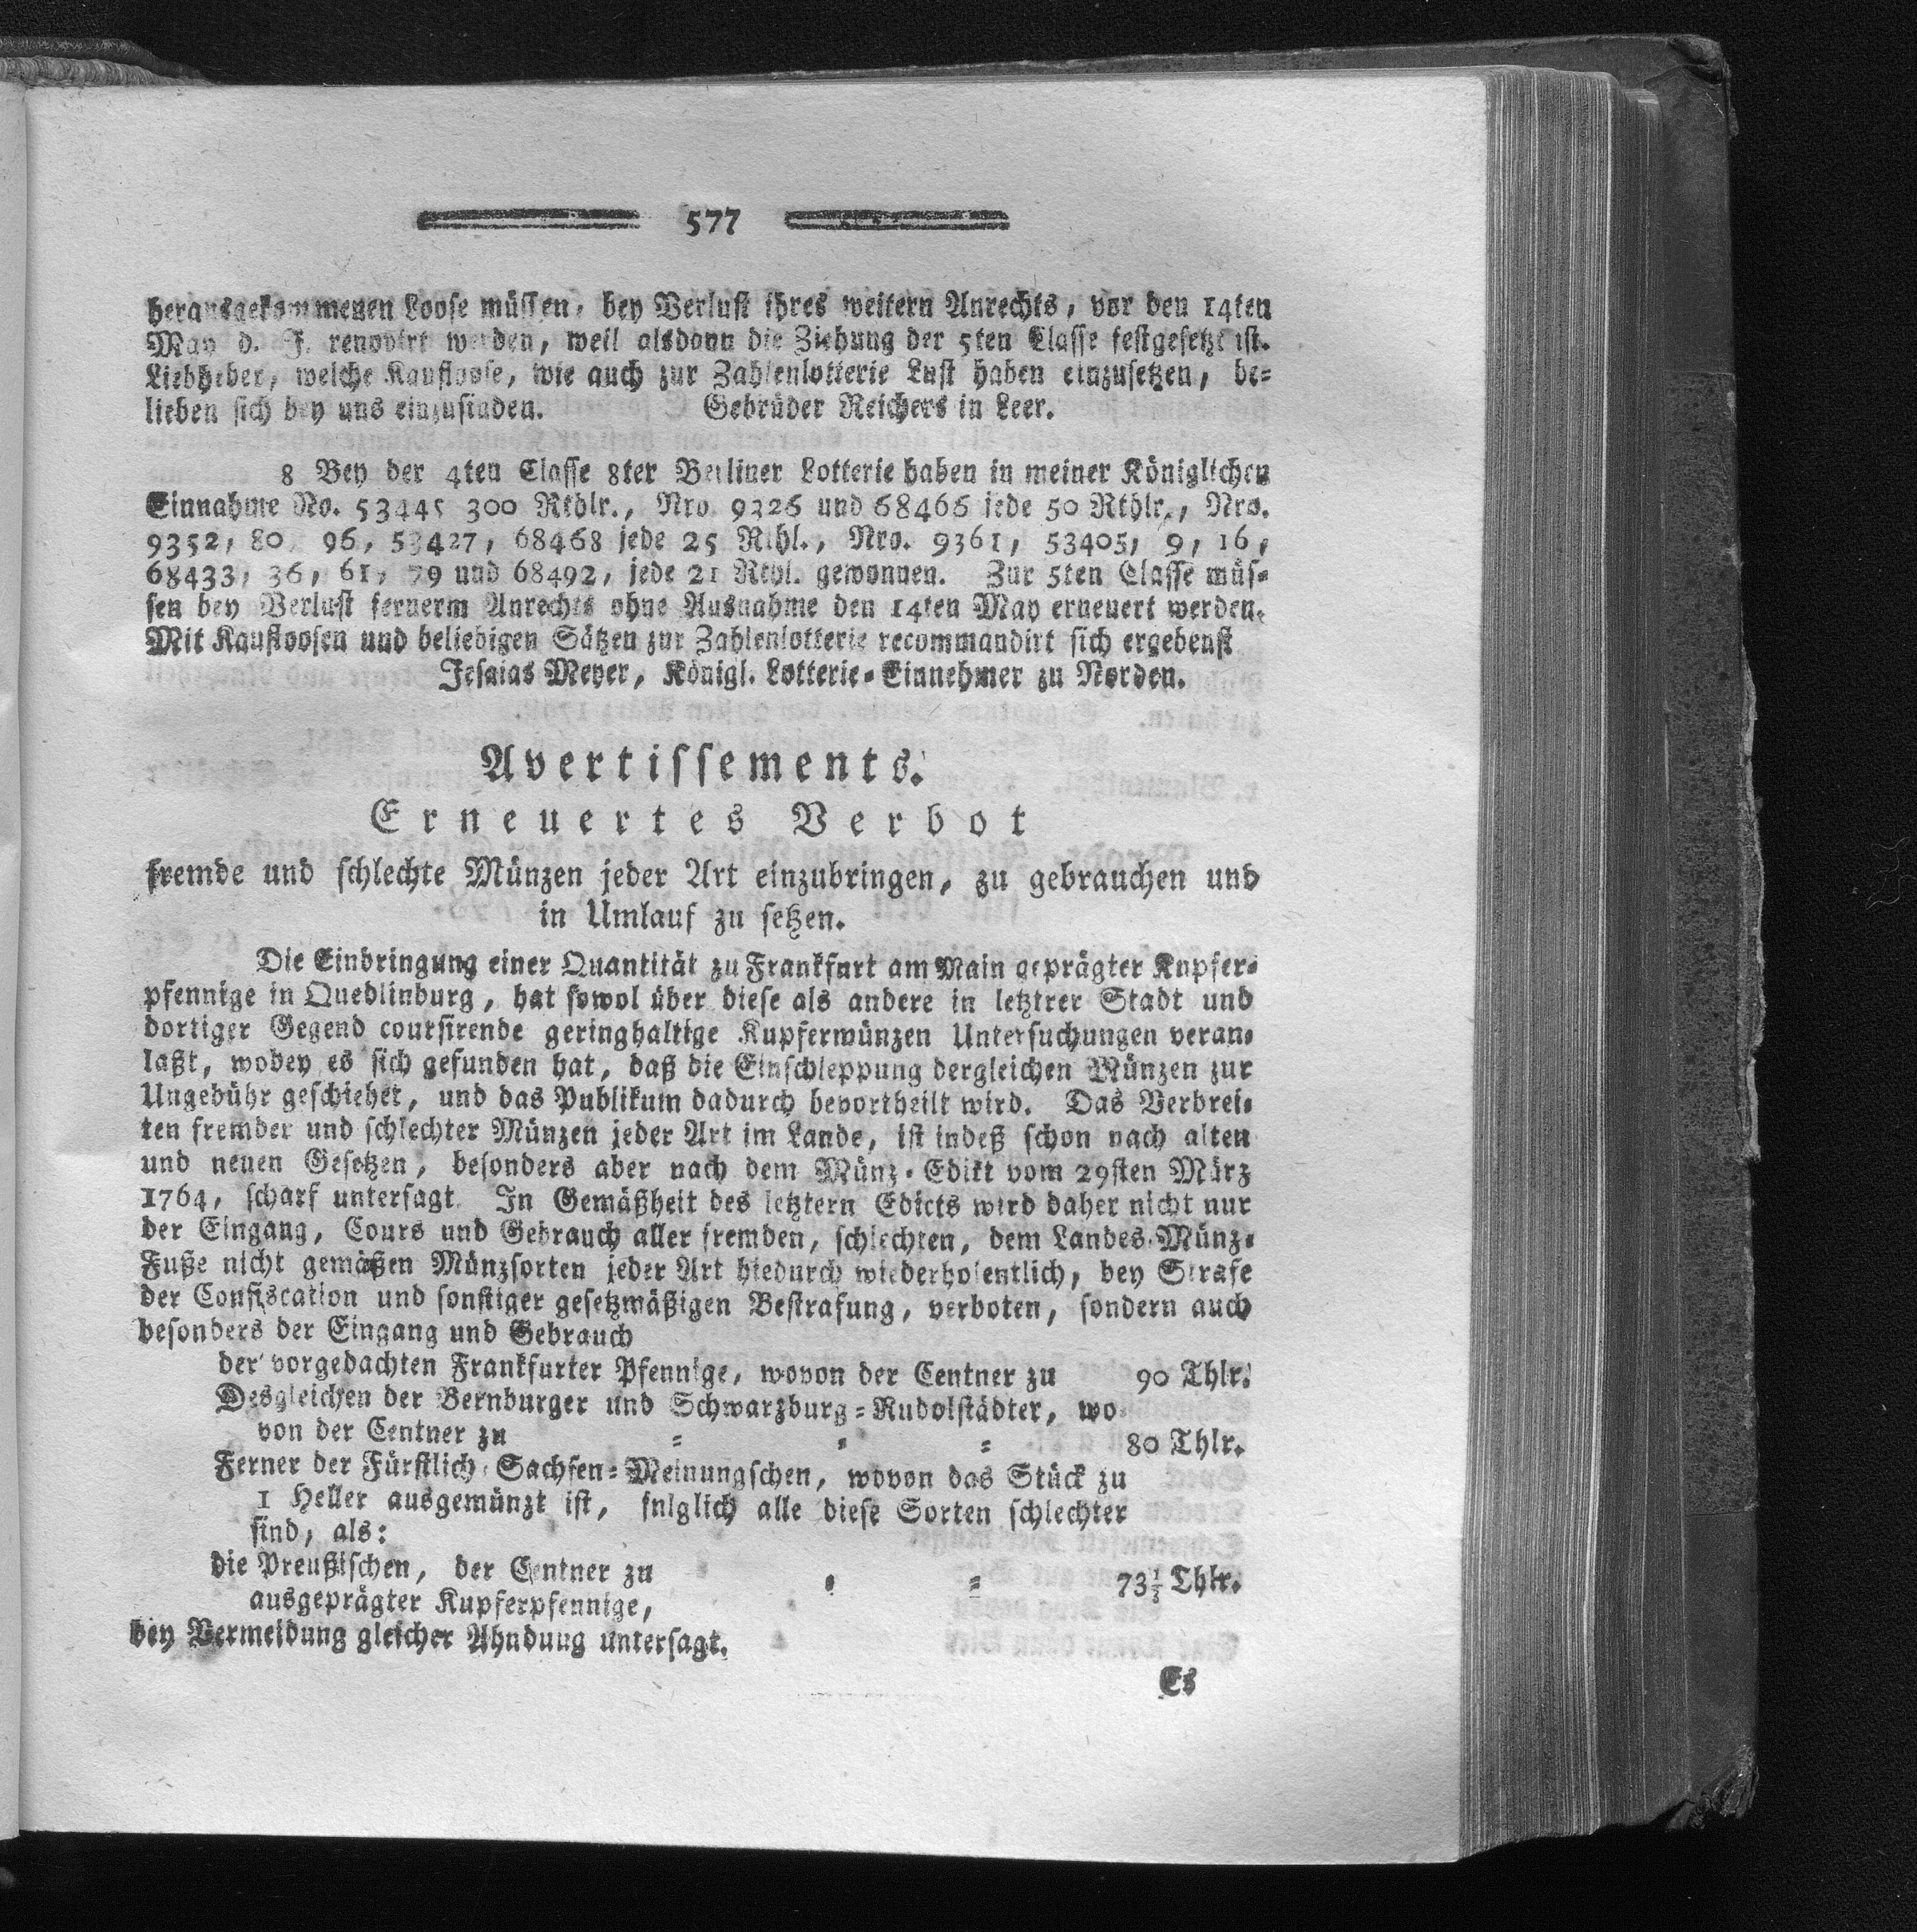 577
herausgekommenen Loose müssen, bey Verlust ihres weitern Anrechts, vor den 14ten
May d. J. renovirt werden, weil alsdann die Ziehung der 5ten Classe festgesetzt ist.
Liebheber, welche Kaufloose, wie auch zur Zahlenlotterie Lust haben einzusetzen, be-
lieben sich bey uns einzufinden. Gebrüder Reichers in Leer.
8 Bey der 4ten Classe 8ter Berliner Lotterie haben in meiner Königlichen
Einnahme No. 53445 300 Rthlr., Nro. 9326 und 68466 jede 50 Rthlr., Nro.
9352, 80, 96, 53427, 68468 jede 25 Rthl., Nro. 9361, 53405, 9, 16,
68433, 36, 61, 79 und 68492, jede 21 Rthl. gewonnen. Zur 5ten Classe müs-
sen bey Verlust fernerm Anrechts ohne Ausnahme den 14ten May erneuert werden.
Mit Kaufloosen und beliebigen Sätzen zur Zahlenlotterie recommandirt sich ergebenst
Jesaias Meyer, Königl. Lotterie-Einnehmer zu Norden.
Avertissements.
Erneuertes Verbot
fremde und schlechte Münzen jeder Art einzubringen, zu gebrauchen und
in Umlauf zu setzen.
Die Einbringung einer Quantität zu Frankfurt am Main geprägter Kupfer-
pfennige in Quedlinburg, hat sowol über diese als andere in letztrer Stadt und
dortiger Gegend coursirende geringhaltige Kupfermünzen Untersuchungen veran-
laßt, wobey es sich gefunden hat, daß die Einschleppung dergleichen Münzen zur
Ungebühr geschiehet, und das Publikum dadurch bevortheilt wird. Das Verbrei-
ten fremder und schlechter Münzen jeder Art im Lande, ist indeß schon nach alten
und neuen Gesetzen, besonders aber nach dem Münz-Edikt vom 29sten März
1764, scharf untersagt. In Gemäßheit des letztern Edicts wird daher nicht nur
der Eingang, Cours und Gebrauch aller fremden, schlechten, dem Landes-Münz-
Fuße nicht gemäßen Münzsorten jeder Art hiedurch wiederholentlich, bey Strafe
der Confiscation und sonstiger gesetzmäßigen Bestrafung, verboten, sondern auch
besonders der Eingang und Gebrauch
der vorgedachten Frankfurter Pfennige, wovon der Centner zu 90 Thlr.
Desgleichen der Bernburger und Schwarzburg-Rudolstädter, wo-
von der Centner zu = = = 80 Thlr.
Ferner der Fürstlich Sachsen-Meinungschen, wovon das Stück zu
1 Heller ausgemünzt ist, fulglich alle diese Sorten schlechter
sind, als:
die Preußischen, der Centner zu = = 73⅓ Thlr.
ausgeprägter Kupferpfennige,
bey Vermeidung gleicher Ahndung untersagt.
Es